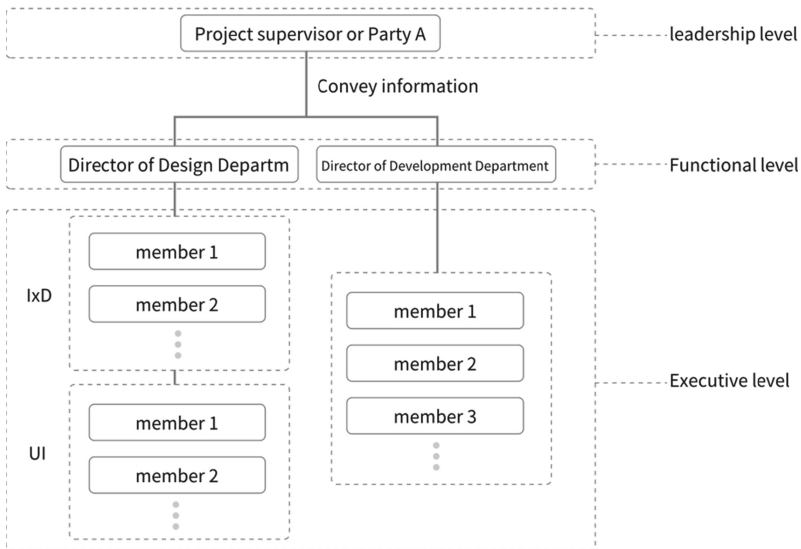 Project supervisor or Party A
leadership level
Convey information
Director of Design Departm
Director of Development Department
Functional level
IxD
member 1
member 2
UI
member 1
member 2
member 1
member 2
member 3
Executive level